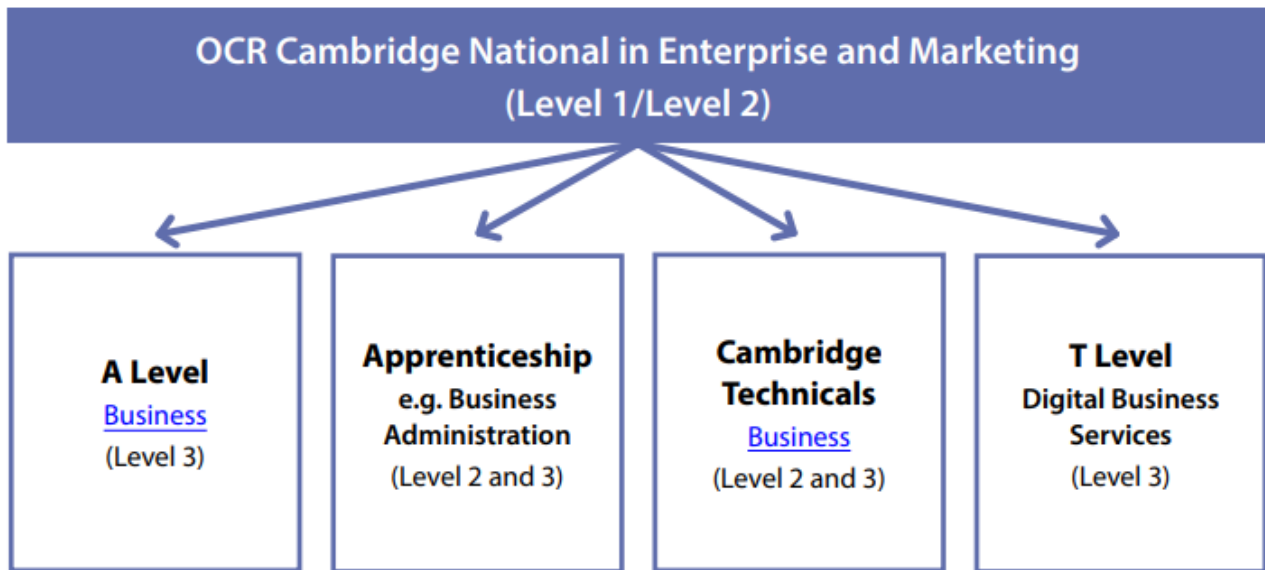 OCR Cambridge National in Enterprise and Marketing
(Level 1/Level 2)
A Level
Business
(Level 3)
Apprenticeship
e.g. Business
Administration
(Level 2 and 3)
Cambridge
Technicals
Business
(Level 2 and 3)
T Level
Digital Business
Services
(Level 3)